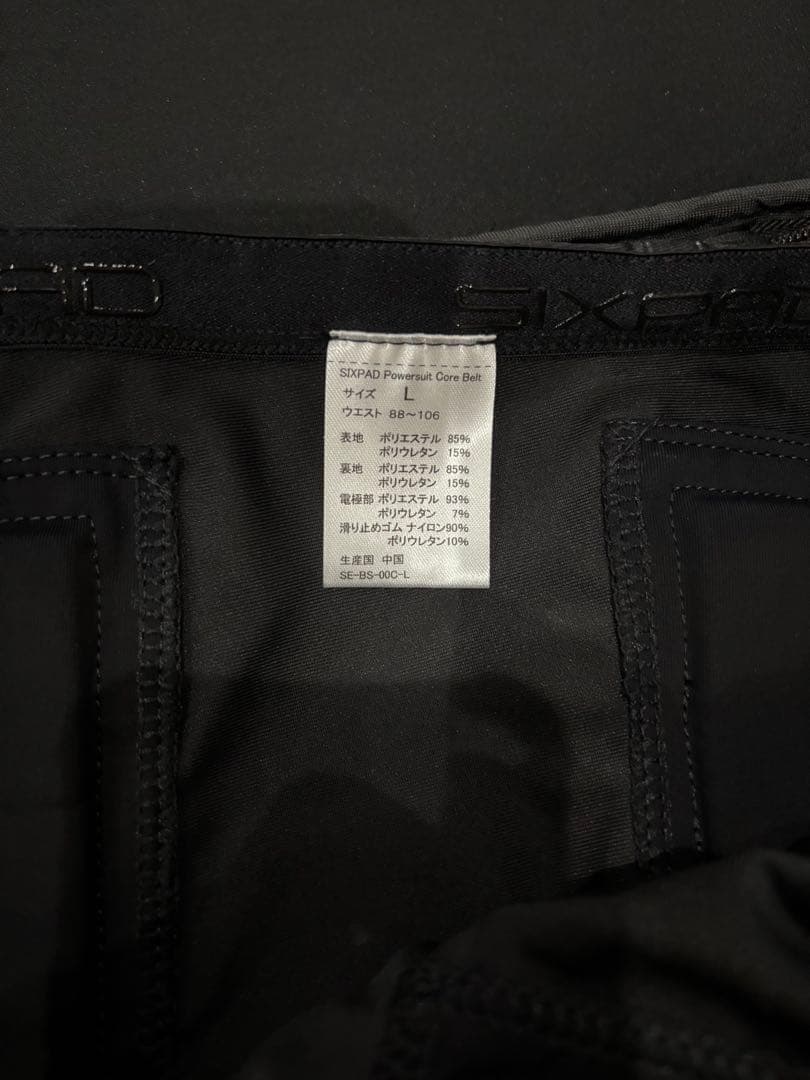 AD
SIXPAD
SIXPAD Powersuit Core Belt
サイズ L
ウエスト 88～106
表地 ポリエステル 85%
ポリウレタン 15%
裏地 ポリエステル 85%
ポリウレタン 15%
電極部 ポリエステル 93%
ポリウレタン 7%
滑り止めゴム ナイロン90%
ポリウレタン10%
生産国 中国
SE-BS-00C-L